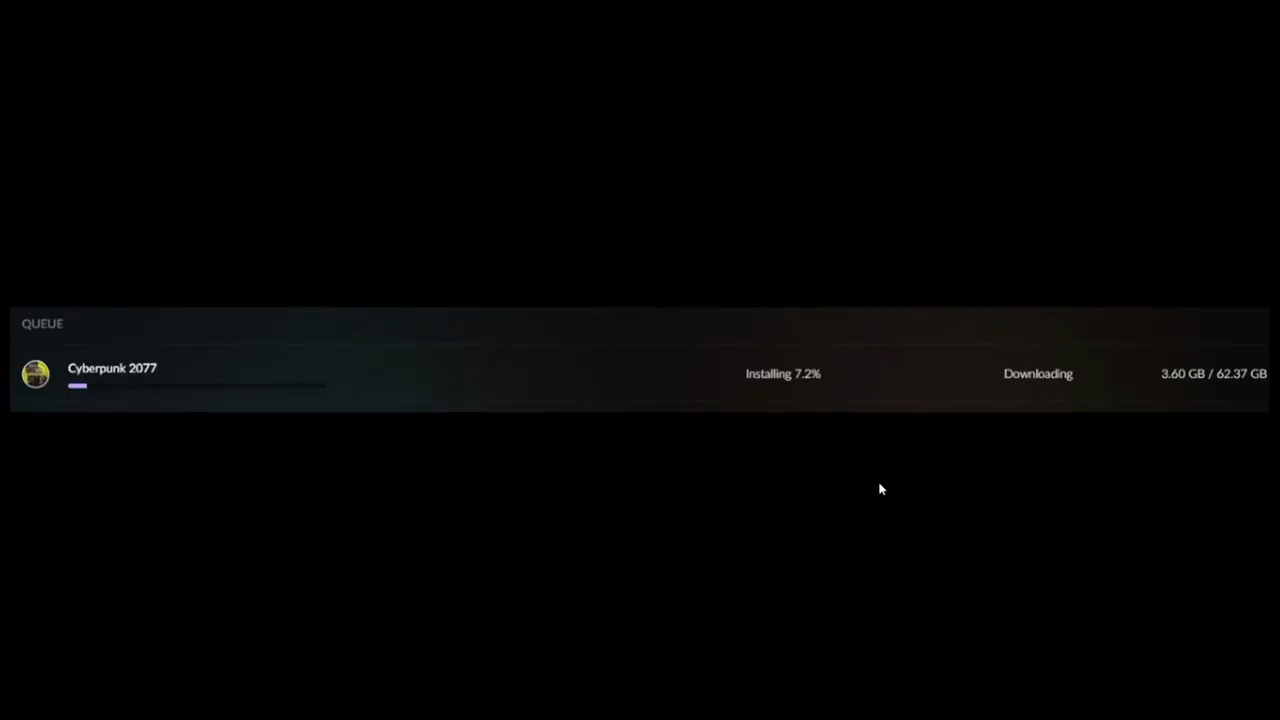 QUEUE
Cyberpunk 2077
Installing 7.2%
Downloading
3.60 GB / 62.37 GB